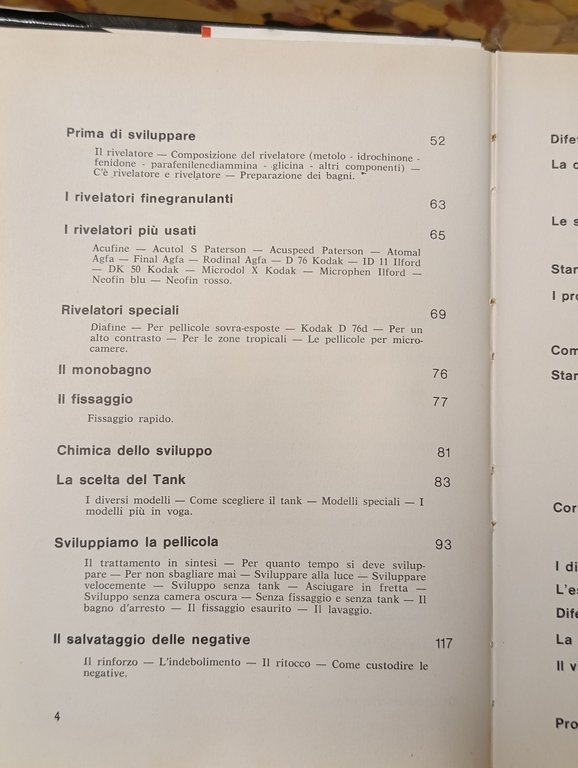 Prima di sviluppare 52
Il rivelatore — Composizione del rivelatore (metolo - idrochinone -
fenidone - parafenilenediammina - glicina - altri componenti) —
C'è rivelatore e rivelatore — Preparazione dei bagni.
I rivelatori finegranulanti 63
I rivelatori più usati 65
Acufine — Acutol S Paterson — Acuspeed Paterson — Atomal
Agfa — Final Agfa — Rodinal Agfa — D 76 Kodak — ID 11 Ilford
— DK 50 Kodak — Microdol X Kodak — Microphen Ilford —
Neofin blu — Neofin rosso.
Rivelatori speciali 69
Diafine — Per pellicole sovra-esposte — Kodak D 76d — Per un
alto contrasto — Per le zone tropicali — Le pellicole per micro-
camere.
Il monobagno 76
Il fissaggio 77
Fissaggio rapido.
Chimica dello sviluppo 81
La scelta del Tank 83
I diversi modelli — Come scegliere il tank — Modelli speciali — I
modelli più in voga.
Sviluppiamo la pellicola 93
Il trattamento in sintesi — Per quanto tempo si deve svilup-
pare — Per non sbagliare mai — Sviluppare alla luce — Sviluppare
velocemente — Sviluppo senza tank — Asciugare in fretta —
Sviluppo senza camera oscura — Senza fissaggio e senza tank — Il
bagno d'arresto — Il fissaggio esaurito — Il lavaggio.
Il salvataggio delle negative 117
Il rinforzo — L'indebolimento — Il ritocco — Come custodire le
negative.
4
La
Le
I
Il